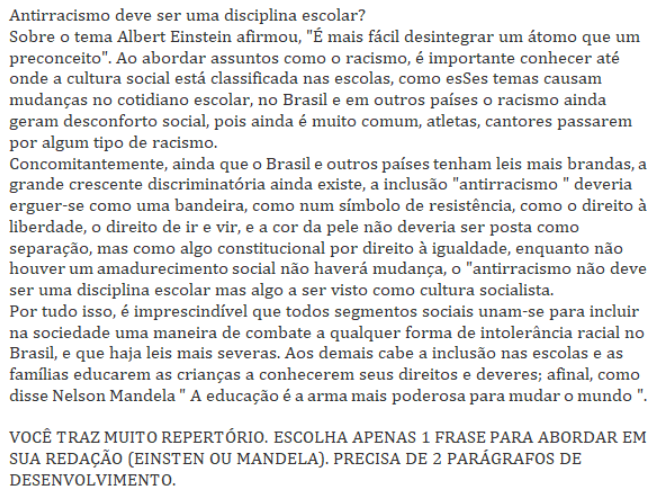 Antirracismo deve ser uma disciplina escolar?
Sobre o tema Albert Einstein afirmou, "É mais fácil desintegrar um átomo que um
preconceito". Ao abordar assuntos como o racismo, é importante conhecer até
onde a cultura social está classificada nas escolas, como esSes temas causam
mudanças no cotidiano escolar, no Brasil e em outros países o racismo ainda
geram desconforto social, pois ainda é muito comum, atletas, cantores passarem
por algum tipo de racismo.
Concomitantemente, ainda que o Brasil e outros países tenham leis mais brandas, a
grande crescente discriminatória ainda existe, a inclusão "antirracismo " deveria
erguer-se como uma bandeira, como num símbolo de resistência, como o direito à
liberdade, o direito de ir e vir, e a cor da pele não deveria ser posta como
separação, mas como algo constitucional por direito à igualdade, enquanto não
houver um amadurecimento social não haverá mudança, o "antirracismo não deve
ser uma disciplina escolar mas algo a ser visto como cultura socialista.
Por tudo isso, é imprescindível que todos segmentos sociais unam-se para incluir
na sociedade uma maneira de combate a qualquer forma de intolerância racial no
Brasil, e que haja leis mais severas. Aos demais cabe a inclusão nas escolas e as
famílias educarem as crianças a conhecerem seus direitos e deveres; afinal, como
disse Nelson Mandela " A educação é a arma mais poderosa para mudar o mundo ".
VOCÊ TRAZ MUITO REPERTÓRIO. ESCOLHA APENAS 1 FRASE PARA ABORDAR EM
SUA REDAÇÃO (EINSTEN OU MANDELA). PRECISA DE 2 PARÁGRAFOS DE
DESENVOLVIMENTO.